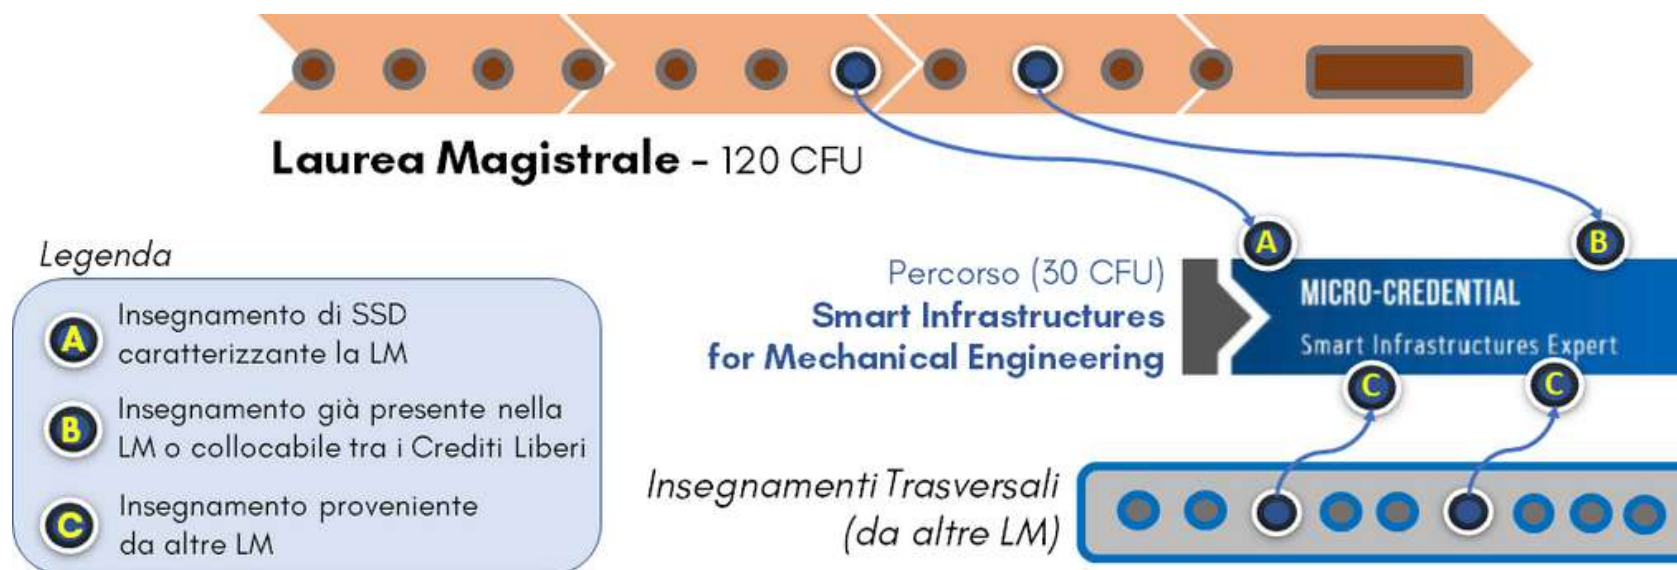 Laurea Magistrale - 120 CFU
Legenda
A
Insegnamento di SSD
caratterizzante la LM
B
Insegnamento già presente nella
LM o collocabile tra i Crediti Liberi
C
Insegnamento proveniente
da altre LM
Percorso (30 CFU)
Smart Infrastructures
for Mechanical Engineering
A
B
MICRO-CREDENTIAL
Smart Infrastructures Expert
C
C
Insegnamenti Trasversali
(da altre LM)